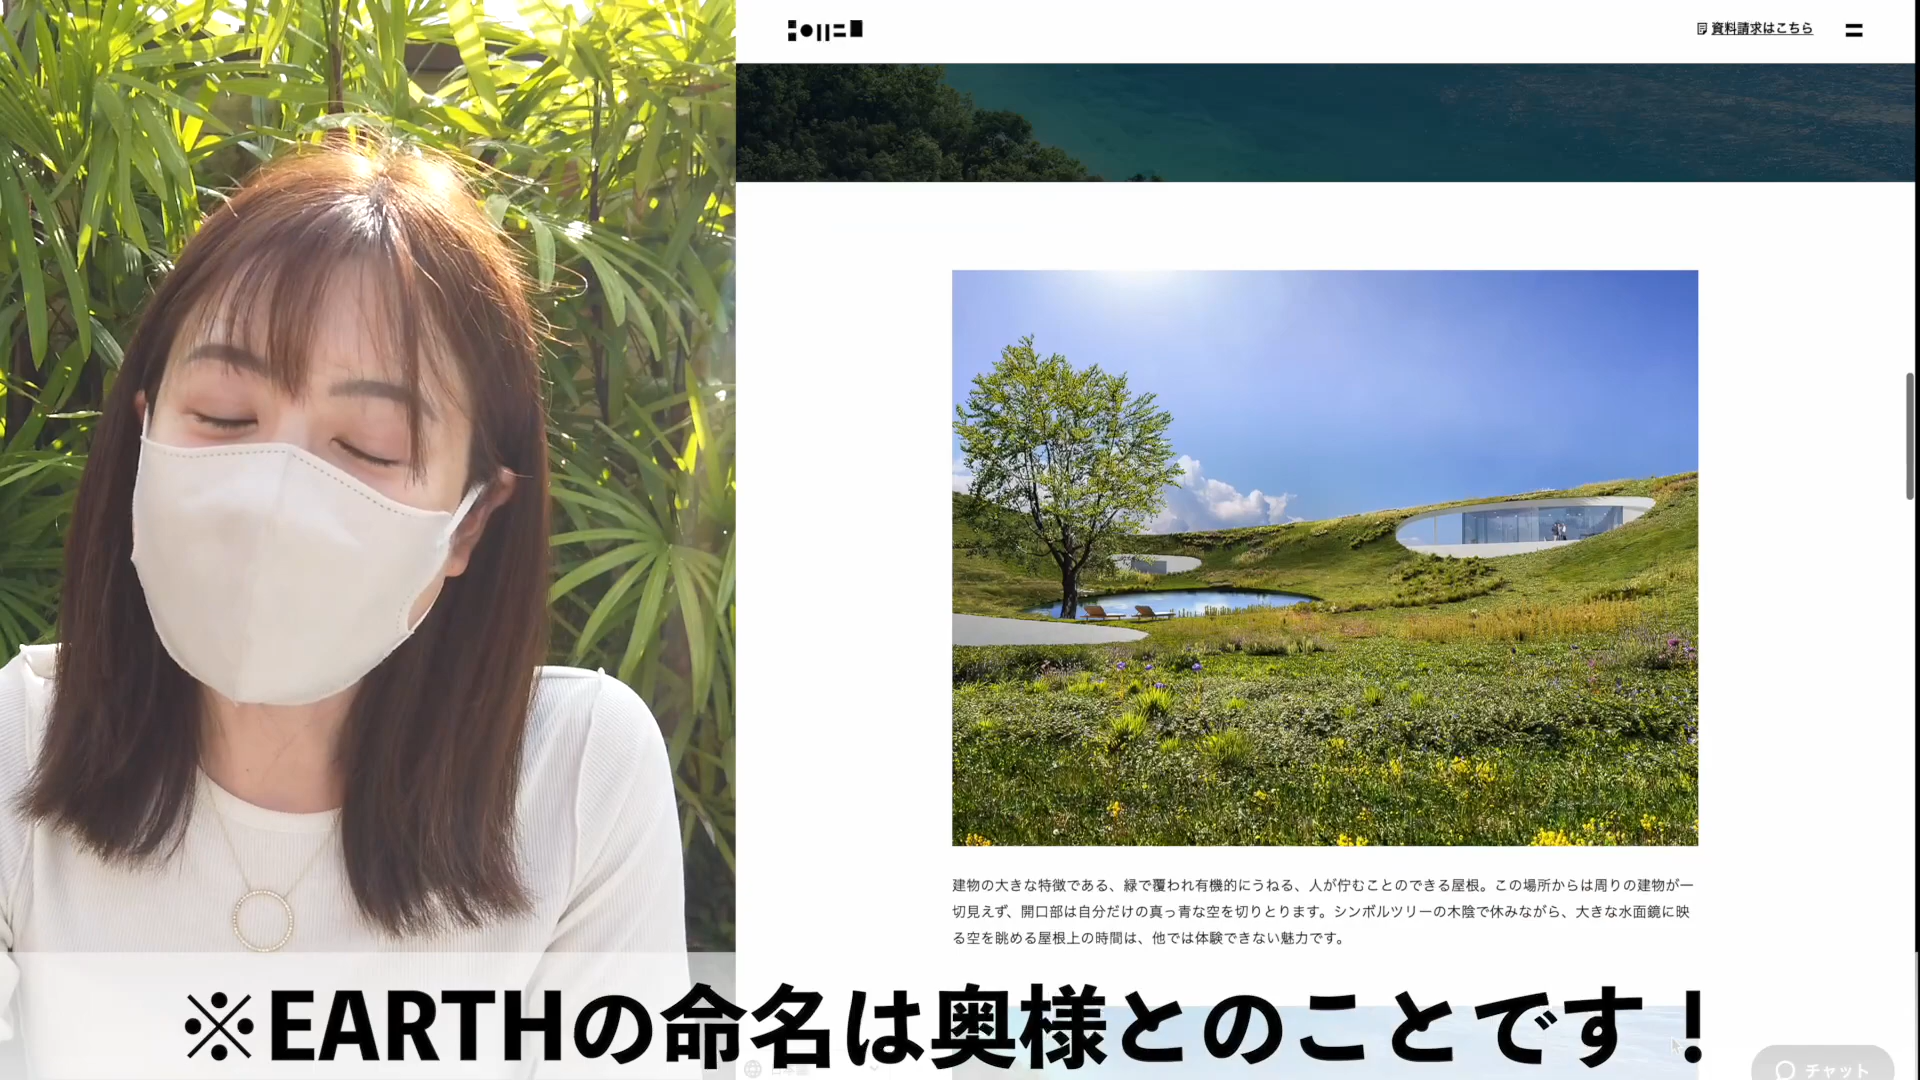 資料請求はこちら
建物の大きな特徴である、緑で覆われ有機的にうねる、人が佇むことのできる屋根。この場所からは周りの建物が一
切見えず、開口部は自分だけの真っ青な空を切りとります。シンボルツリーの木陰で休みながら、大きな水面鏡に映
る空を眺める屋根上の時間は、他では体験できない魅力です。
※EARTHの命名は奥様とのことです！
チャット